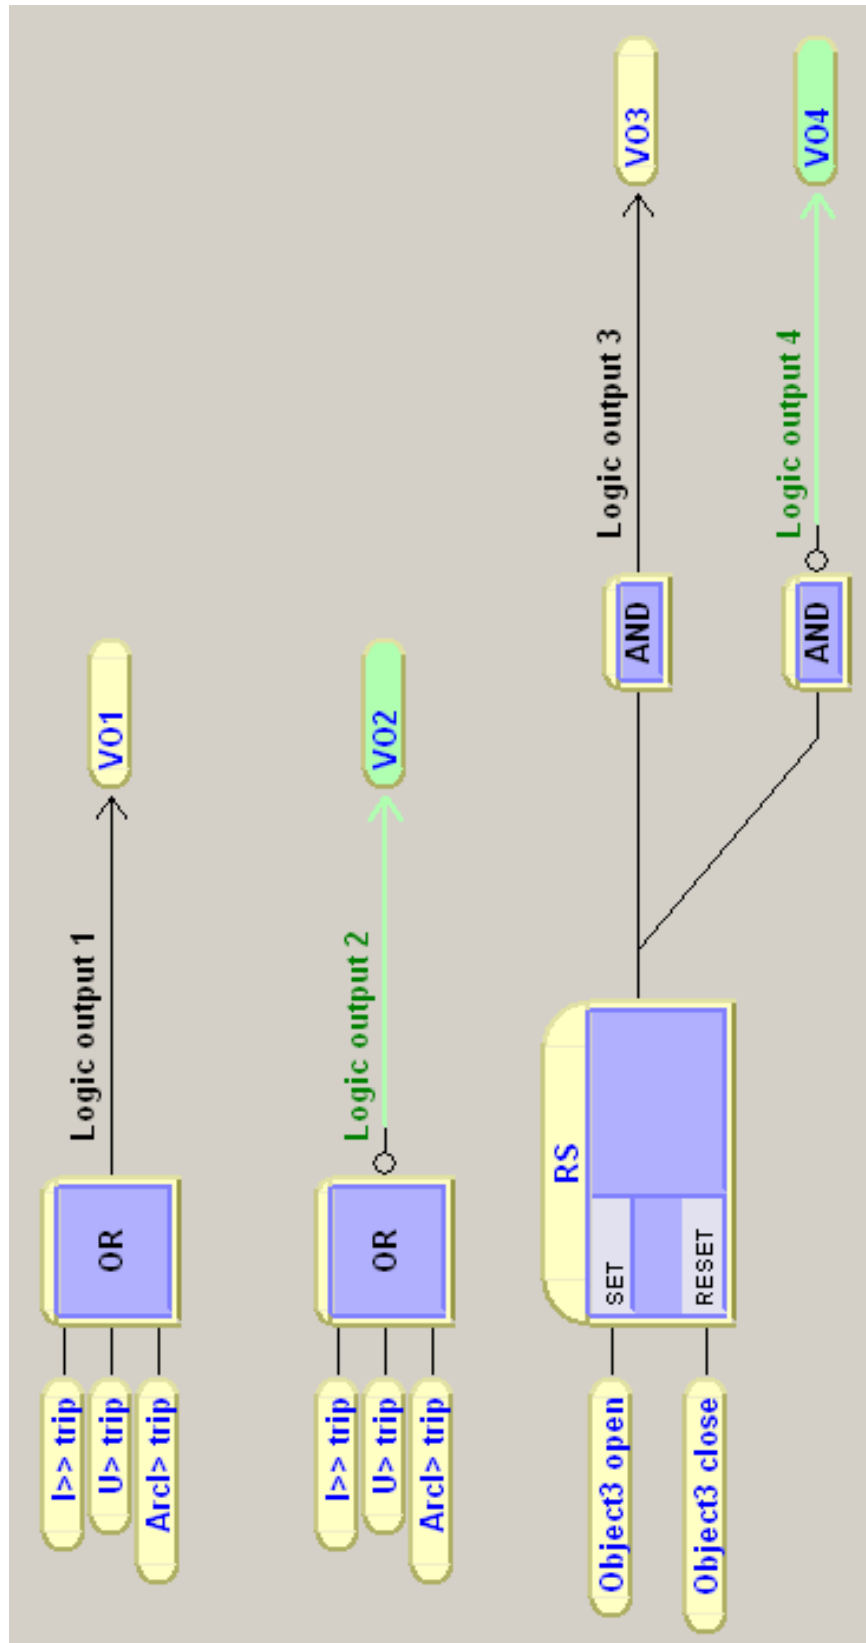 I>> trip
U> trip
ArcI> trip
OR
Logic output 1
VO1
I>> trip
U> trip
ArcI> trip
OR
Logic output 2
VO2
Object3 open
Object3 close
RS
SET
RESET
AND
Logic output 3
VO3
AND
Logic output 4
VO4